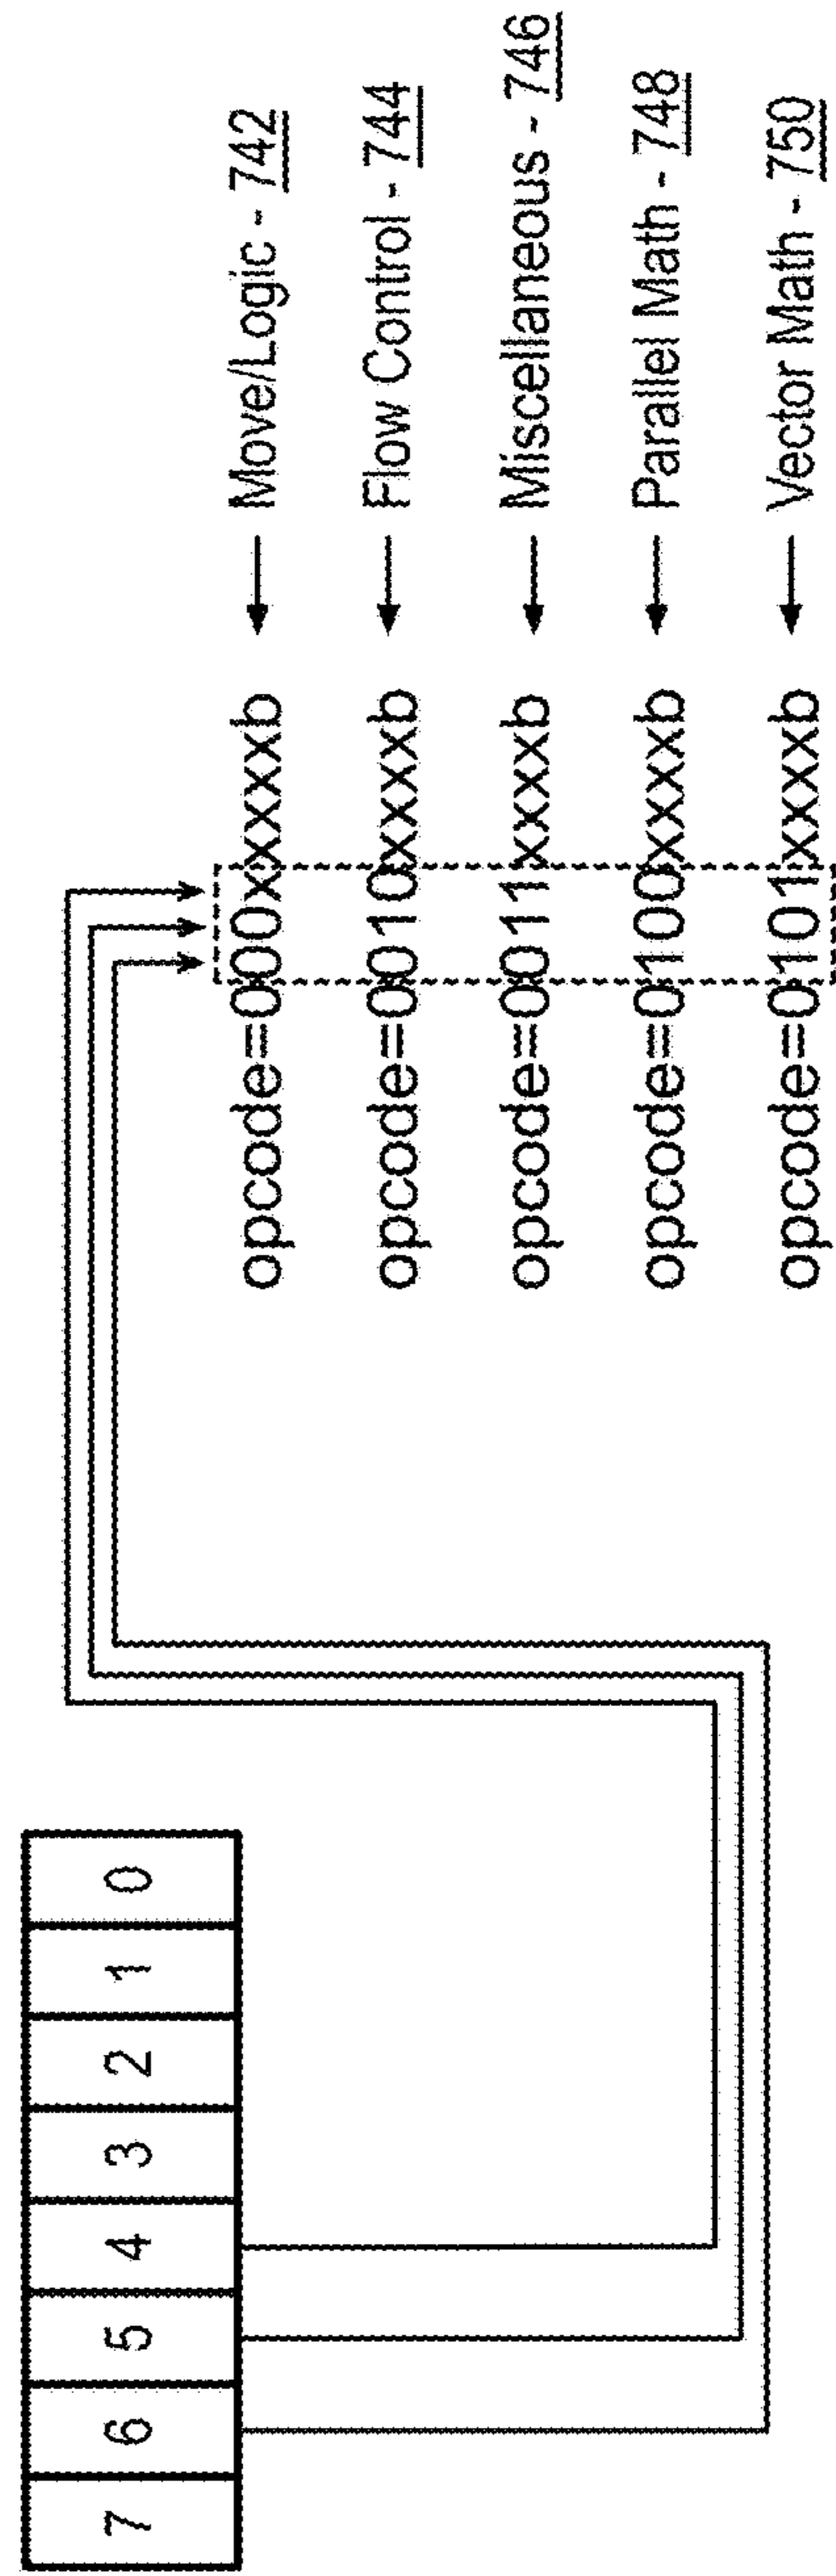 7 6 5 4 3 2 1 0
opcode=000xxxxxb Move/Logic - 742
opcode=0010xxxxb Flow Control - 744
opcode=0011xxxxb Miscellaneous - 746
opcode=0100xxxxb Parallel Math - 748
opcode=0101xxxxb Vector Math - 750